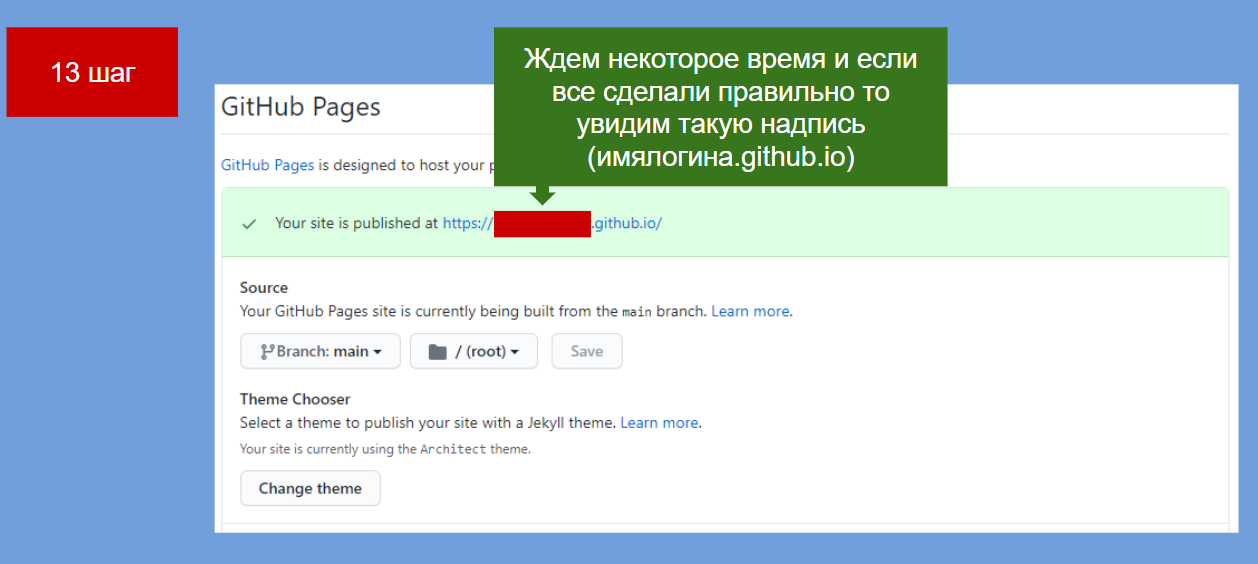 13 шаг
Ждем некоторое время и если
все сделали правильно то
увидим такую надпись
(имялогина.github.io)
GitHub Pages
GitHub Pages is designed to host your
Your site is published at https:// .github.io/
Source
Your GitHub Pages site is currently being built from the main branch. Learn more.
Branch: main / (root) Save
Theme Chooser
Select a theme to publish your site with a Jekyll theme. Learn more.
Your site is currently using the Architect theme.
Change theme